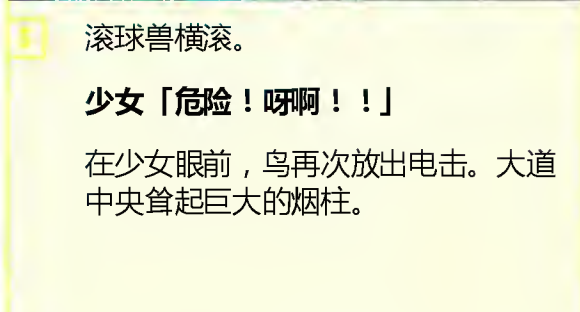 滚球兽横滚。
少女「危险！呀啊！！」
在少女眼前，鸟再次放出电击。大道
中央耸起巨大的烟柱。